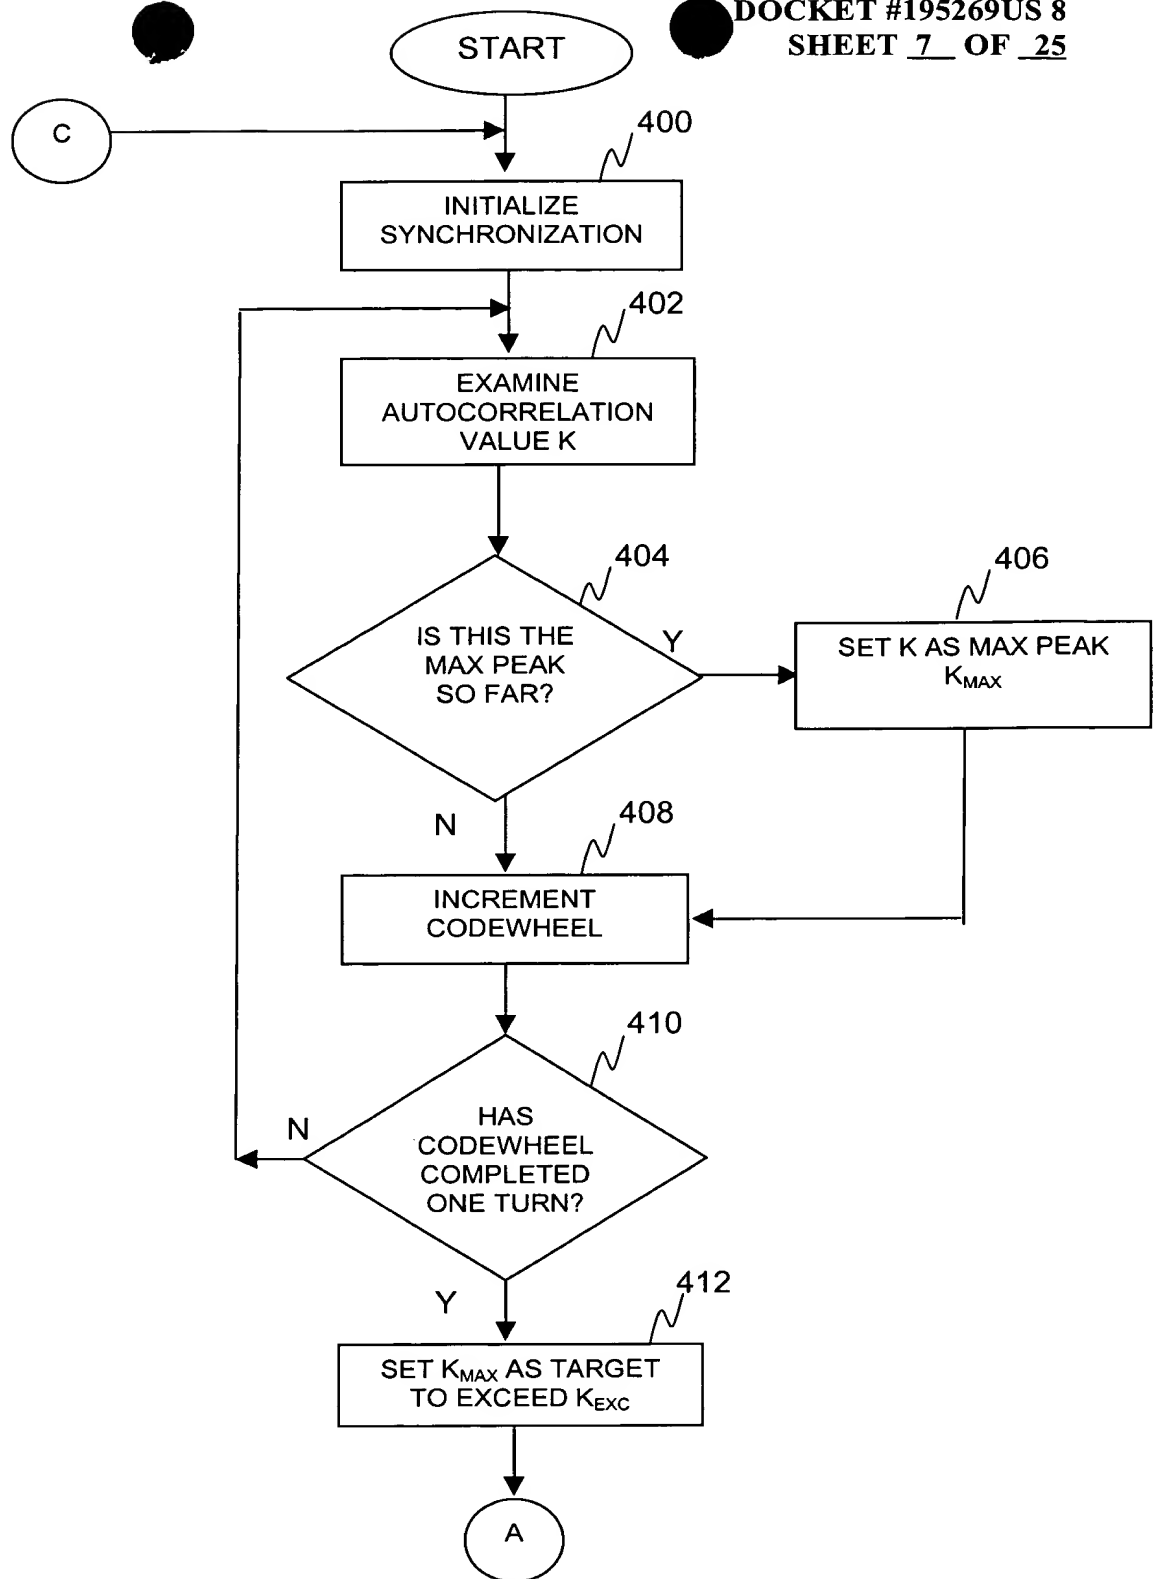 DOCKET #195269US 8
SHEET 7 OF 25
START
C
400
INITIALIZE
SYNCHRONIZATION
402
EXAMINE
AUTOCORRELATION
VALUE K
404
IS THIS THE
MAX PEAK
SO FAR?
Y
406
SET K AS MAX PEAK
KMAX
N
408
INCREMENT
CODEWHEEL
410
HAS
CODEWHEEL
COMPLETED
ONE TURN?
N
Y
412
SET KMAX AS TARGET
TO EXCEED KEXC
A